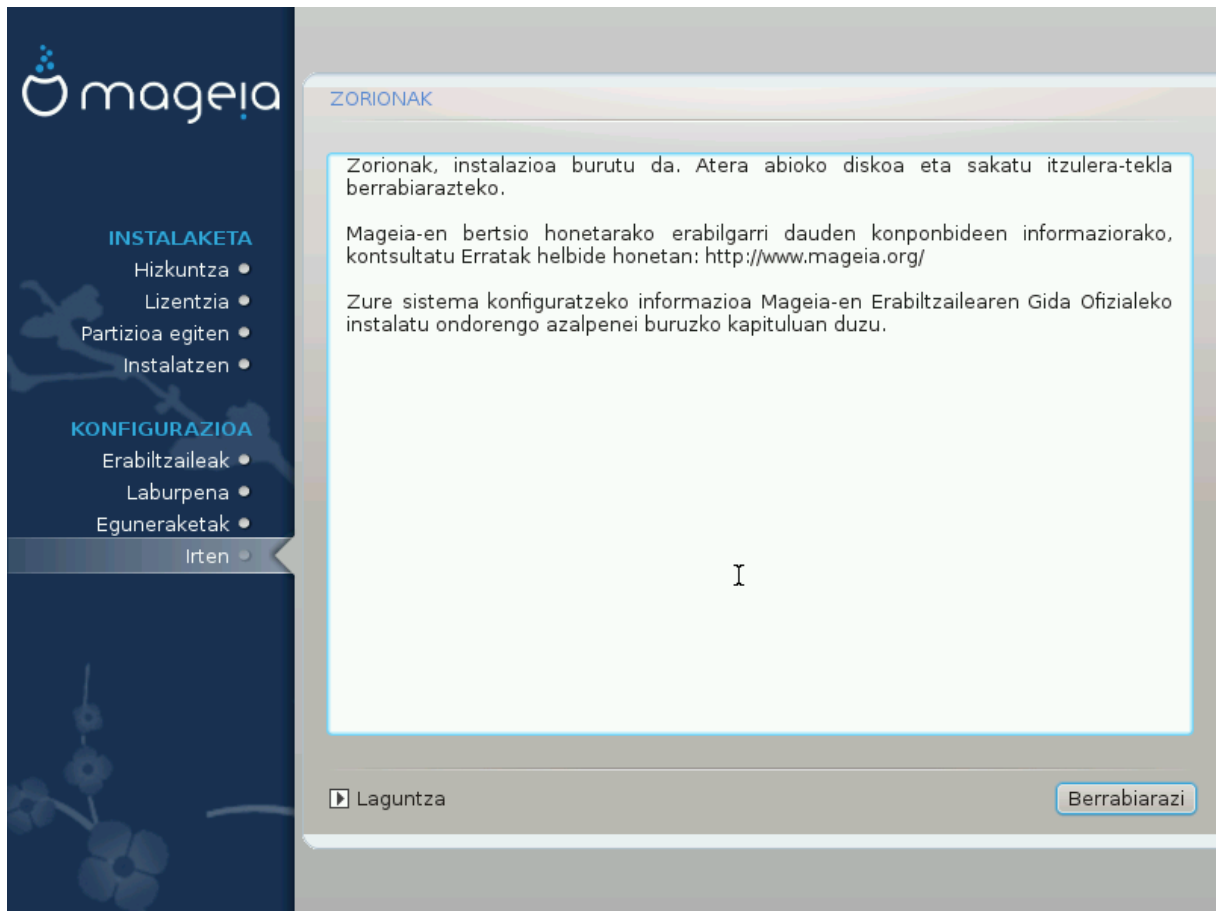 mageia
INSTALAKETA
Hizkuntza
Lizentzia
Partizioa egiten
Instalatzen
KONFIGURAZIOA
Erabiltzaileak
Laburpena
Eguneraketak
Irten
ZORIONAK
Zorionak, instalazioa burutu da. Atera abioko diskoa eta sakatu itzulera-tekla
berrabiarazteko.
Mageia-en bertsio honetarako erabilgarri dauden konponbideen informaziorako,
kontsultatu Erratak helbide honetan: http://www.mageia.org/
Zure sistema konfiguratzeko informazioa Mageia-en Erabiltzailearen Gida Ofizialeko
instalatu ondorengo azalpenei buruzko kapituluan duzu.
Laguntza
Berrabiarazi